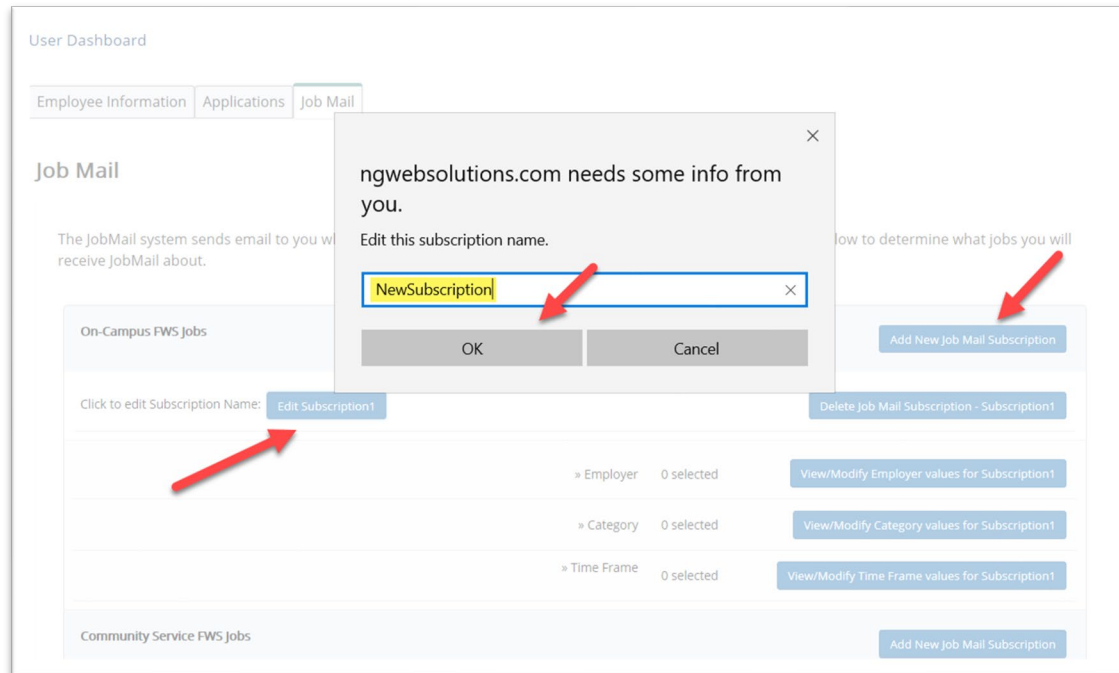 User Dashboard
Employee Information Applications Job Mail
Job Mail
ngwebsolutions.com needs some info from
you.
Edit this subscription name.
The JobMail system sends email to you
low to determine what jobs you will
receive JobMail about.
NewSubscription
OK Cancel
On-Campus FWS Jobs
Add New Job Mail Subscription
Click to edit Subscription Name: Edit Subscription1
Delete Job Mail Subscription - Subscription1
» Employer 0 selected View/Modify Employer values for Subscription1
» Category 0 selected View/Modify Category values for Subscription1
» Time Frame 0 selected View/Modify Time Frame values for Subscription1
Community Service FWS Jobs
Add New Job Mail Subscription